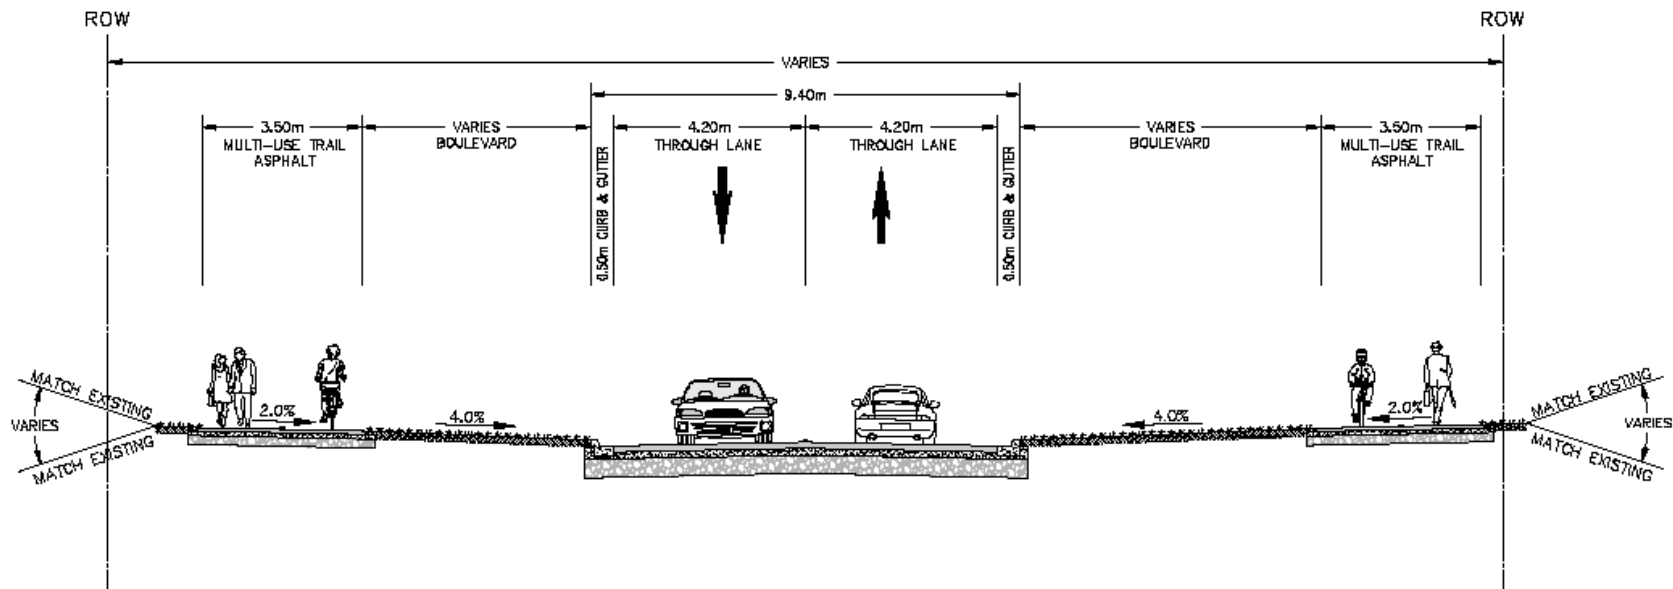 ROW
ROW
VARIES
9.40m
3.50m
MULTI-USE TRAIL
ASPHALT
VARIES
BOULEVARD
0.50m CURB & GUTTER
4.20m
THROUGH LANE
4.20m
THROUGH LANE
0.50m CURB & GUTTER
VARIES
BOULEVARD
3.50m
MULTI-USE TRAIL
ASPHALT
MATCH EXISTING
VARIES
MATCH EXISTING
2.0%
4.0%
4.0%
2.0%
MATCH EXISTING
VARIES
MATCH EXISTING